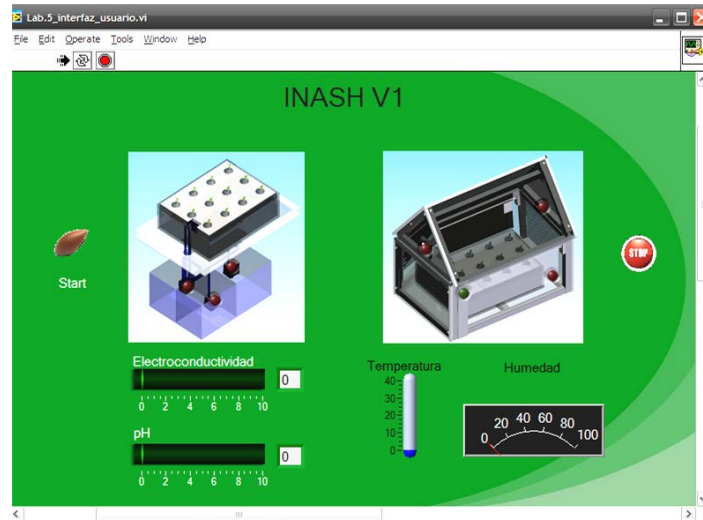 Lab.5_interfaz_usuario.vi
File Edit Operate Tools Window Help
INASH V1
Start
STOP
Electroconductividad
0
0 2 4 6 8 10
pH
0
0 2 4 6 8 10
Temperatura
40
30
20
10
0
Humedad
0 20 40 60 80 100